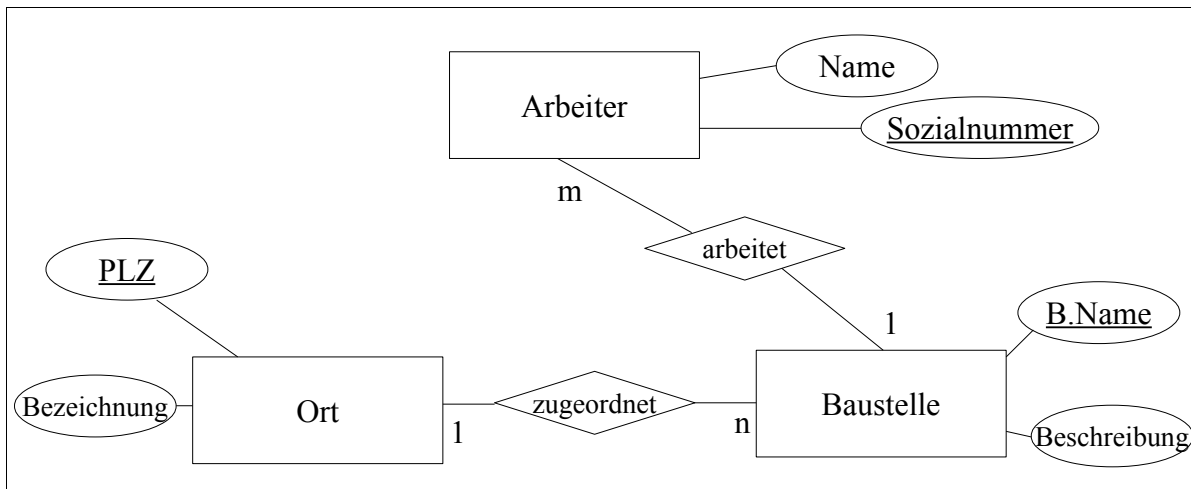 Name
Arbeiter
Sozialnummer
m
arbeitet
PLZ
1
B.Name
Bezeichnung
Ort
1
zugeordnet
n
Baustelle
Beschreibung